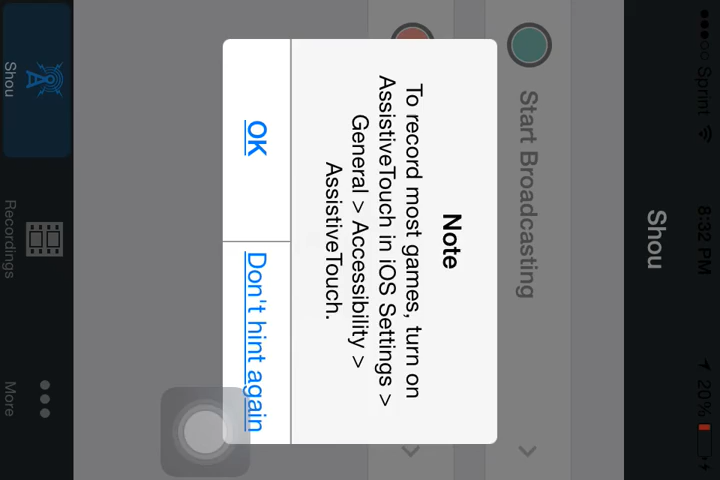 Sprint 8:32 PM 20%
Shou
Start Broadcasting
Note
To record most games, turn on
AssistiveTouch in iOS Settings >
General > Accessibility >
AssistiveTouch.
OK Don't hint again
Shou Recordings More